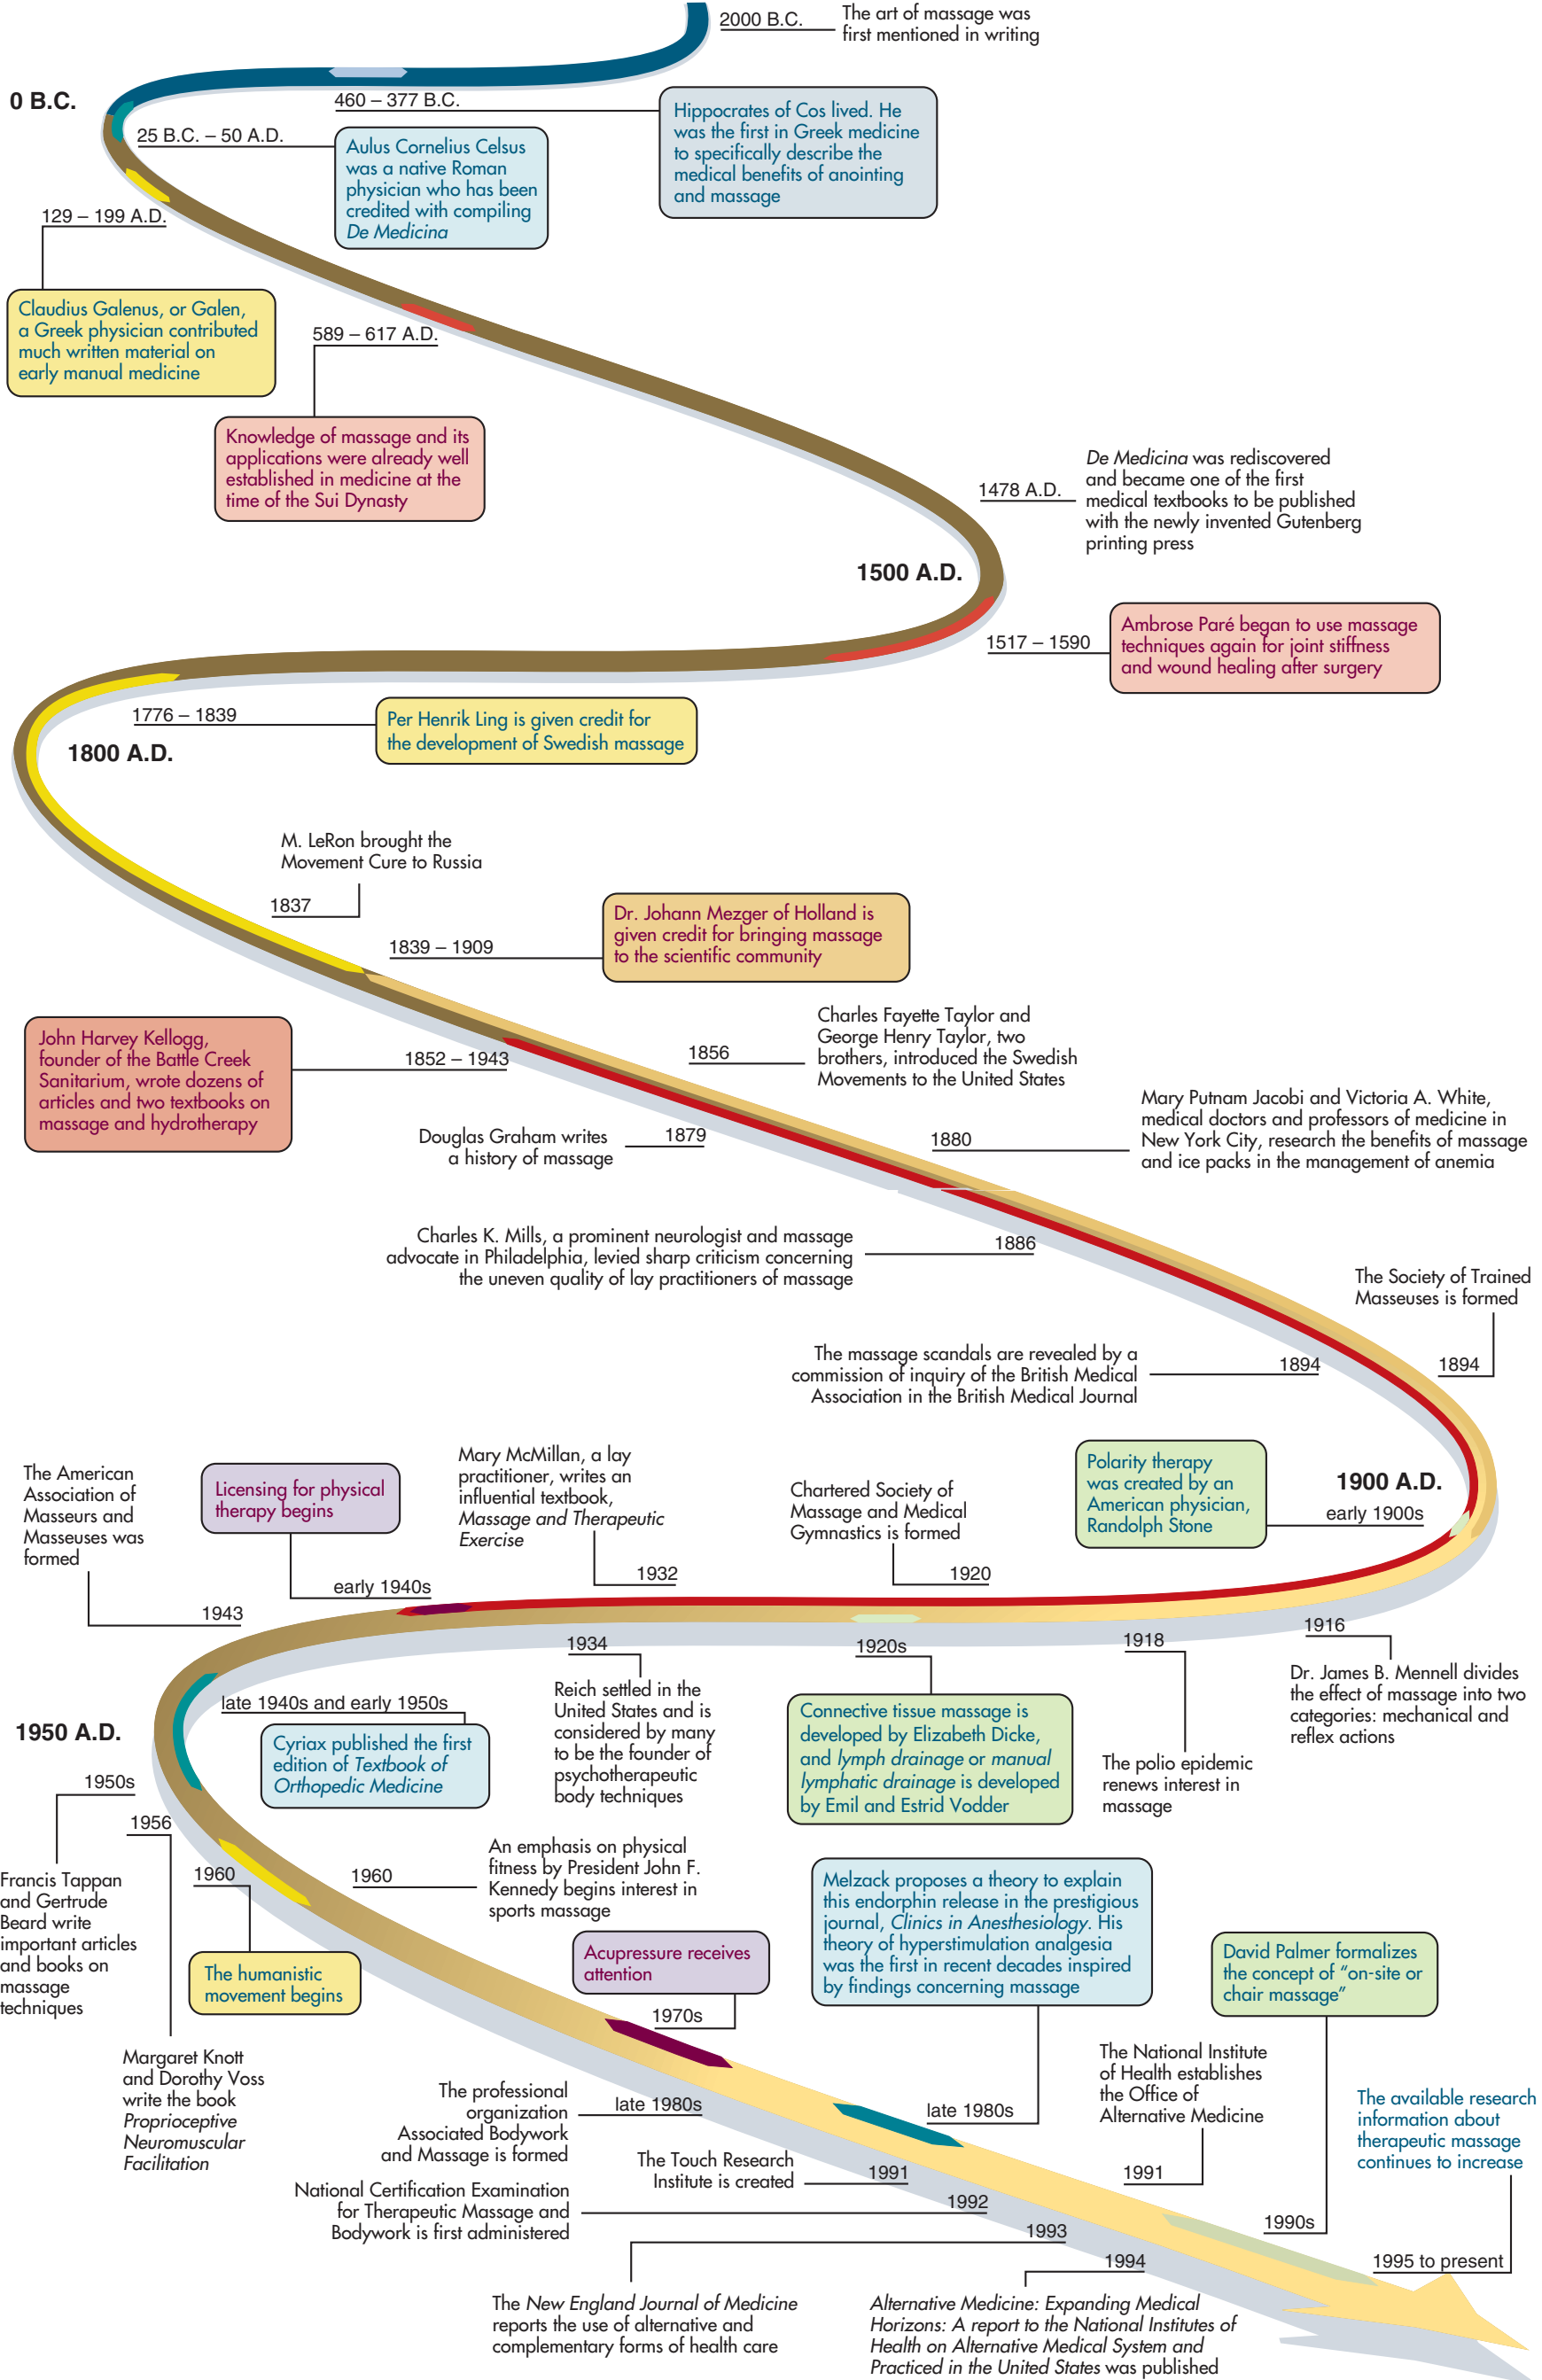 2000 B.C.
The art of massage was
first mentioned in writing
0 B.C.
460 – 377 B.C.
Hippocrates of Cos lived. He
was the first in Greek medicine
to specifically describe the
medical benefits of anointing
and massage
25 B.C. – 50 A.D.
Aulus Cornelius Celsus
was a native Roman
physician who has been
credited with compiling
De Medicina
129 – 199 A.D.
Claudius Galenus, or Galen,
a Greek physician contributed
much written material on
early manual medicine
589 – 617 A.D.
Knowledge of massage and its
applications were already well
established in medicine at the
time of the Sui Dynasty
1478 A.D.
De Medicina was rediscovered
and became one of the first
medical textbooks to be published
with the newly invented Gutenberg
printing press
1500 A.D.
1517 – 1590
Ambrose Paré began to use massage
techniques again for joint stiffness
and wound healing after surgery
1776 – 1839
Per Henrik Ling is given credit for
the development of Swedish massage
1800 A.D.
M. LeRon brought the
Movement Cure to Russia
1837
1839 – 1909
Dr. Johann Mezger of Holland is
given credit for bringing massage
to the scientific community
John Harvey Kellogg,
founder of the Battle Creek
Sanitarium, wrote dozens of
articles and two textbooks on
massage and hydrotherapy
1852 – 1943
1856
Charles Fayette Taylor and
George Henry Taylor, two
brothers, introduced the Swedish
Movements to the United States
Douglas Graham writes
a history of massage
1879
1880
Mary Putnam Jacobi and Victoria A. White,
medical doctors and professors of medicine in
New York City, research the benefits of massage
and ice packs in the management of anemia
Charles K. Mills, a prominent neurologist and massage
advocate in Philadelphia, levied sharp criticism concerning
the uneven quality of lay practitioners of massage
1886
The Society of Trained
Masseuses is formed
1894
The massage scandals are revealed by a
commission of inquiry of the British Medical
Association in the British Medical Journal
1894
1900 A.D.
early 1900s
Polarity therapy
was created by an
American physician,
Randolph Stone
Chartered Society of
Massage and Medical
Gymnastics is formed
1920
Mary McMillan, a lay
practitioner, writes an
influential textbook,
Massage and Therapeutic
Exercise
1932
Licensing for physical
therapy begins
early 1940s
The American
Association of
Masseurs and
Masseuses was
formed
1943
1916
Dr. James B. Mennell divides
the effect of massage into two
categories: mechanical and
reflex actions
1918
The polio epidemic
renews interest in
massage
1920s
Connective tissue massage is
developed by Elizabeth Dicke,
and lymph drainage or manual
lymphatic drainage is developed
by Emil and Estrid Vodder
1934
Reich settled in the
United States and is
considered by many
to be the founder of
psychotherapeutic
body techniques
late 1940s and early 1950s
Cyriax published the first
edition of Textbook of
Orthopedic Medicine
1950 A.D.
1950s
Francis Tappan
and Gertrude
Beard write
important articles
and books on
massage
techniques
1956
Margaret Knott
and Dorothy Voss
write the book
Proprioceptive
Neuromuscular
Facilitation
1960
The humanistic
movement begins
1960
An emphasis on physical
fitness by President John F.
Kennedy begins interest in
sports massage
Acupressure receives
attention
1970s
Melzack proposes a theory to explain
this endorphin release in the prestigious
journal, Clinics in Anesthesiology. His
theory of hyperstimulation analgesia
was the first in recent decades inspired
by findings concerning massage
late 1980s
The professional
organization
Associated Bodywork
and Massage is formed
late 1980s
The Touch Research
Institute is created
1991
The National Institute
of Health establishes
the Office of
Alternative Medicine
1991
David Palmer formalizes
the concept of “on-site or
chair massage”
1990s
National Certification Examination
for Therapeutic Massage and
Bodywork is first administered
1992
1993
The New England Journal of Medicine
reports the use of alternative and
complementary forms of health care
1994
Alternative Medicine: Expanding Medical
Horizons: A report to the National Institutes of
Health on Alternative Medical System and
Practiced in the United States was published
The available research
information about
therapeutic massage
continues to increase
1995 to present